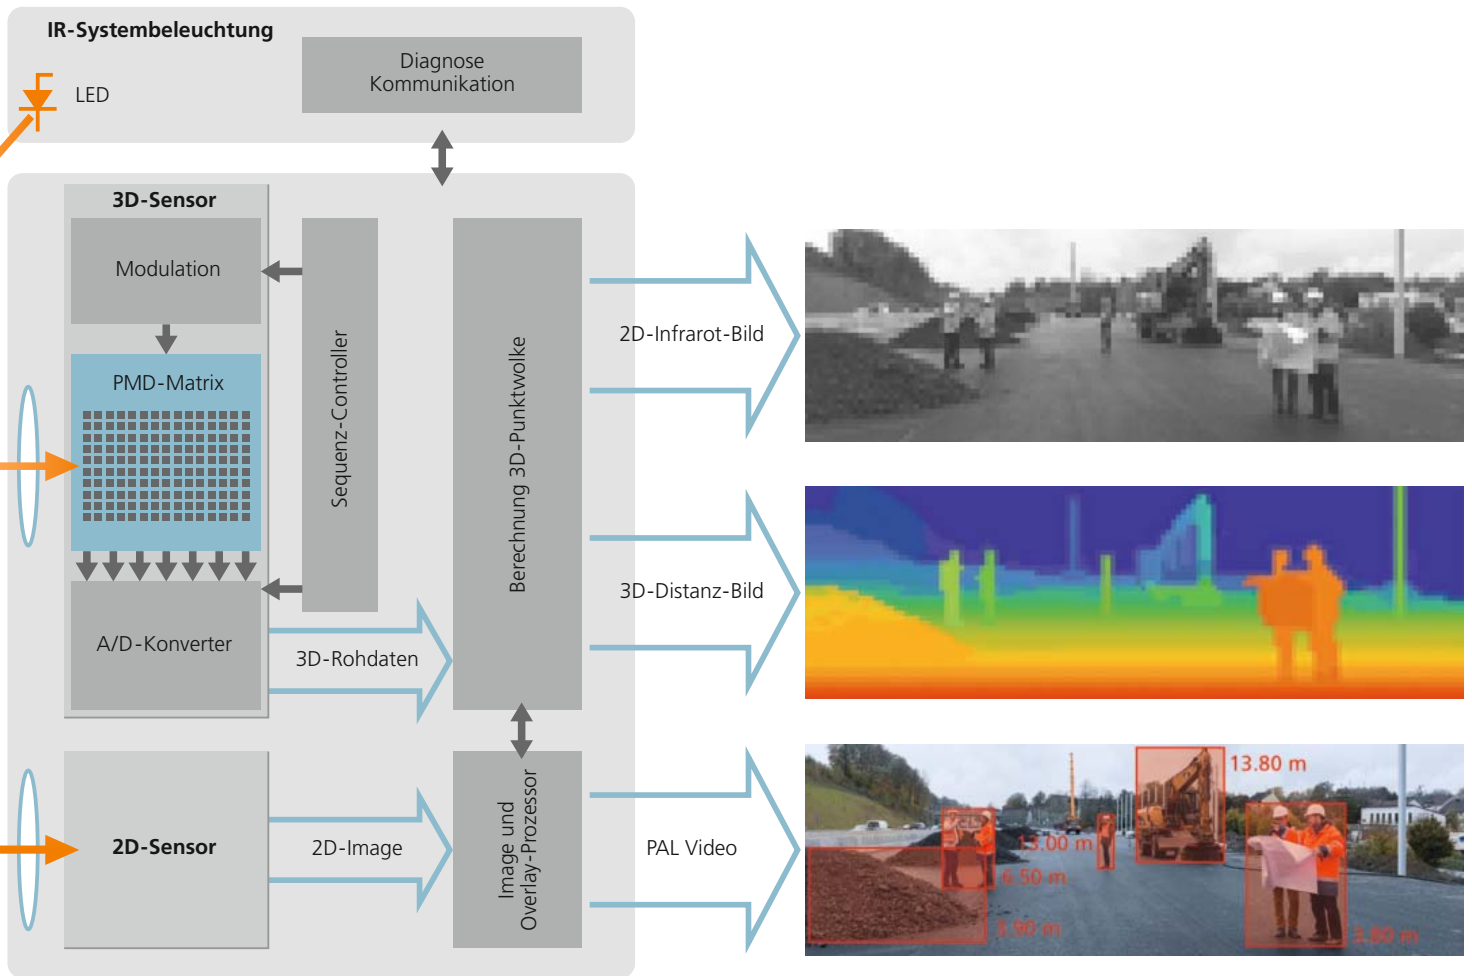 IR-Systembeleuchtung
LED
Diagnose
Kommunikation
3D-Sensor
Modulation
PMD-Matrix
A/D-Konverter
Sequenz-Controller
3D-Rohdaten
Berechnung 3D-Punktwolke
2D-Infrarot-Bild
3D-Distanz-Bild
2D-Sensor
2D-Image
Image und
Overlay-Prozessor
PAL Video
13.80 m
13.00 m
6.50 m
3.90 m
3.80 m